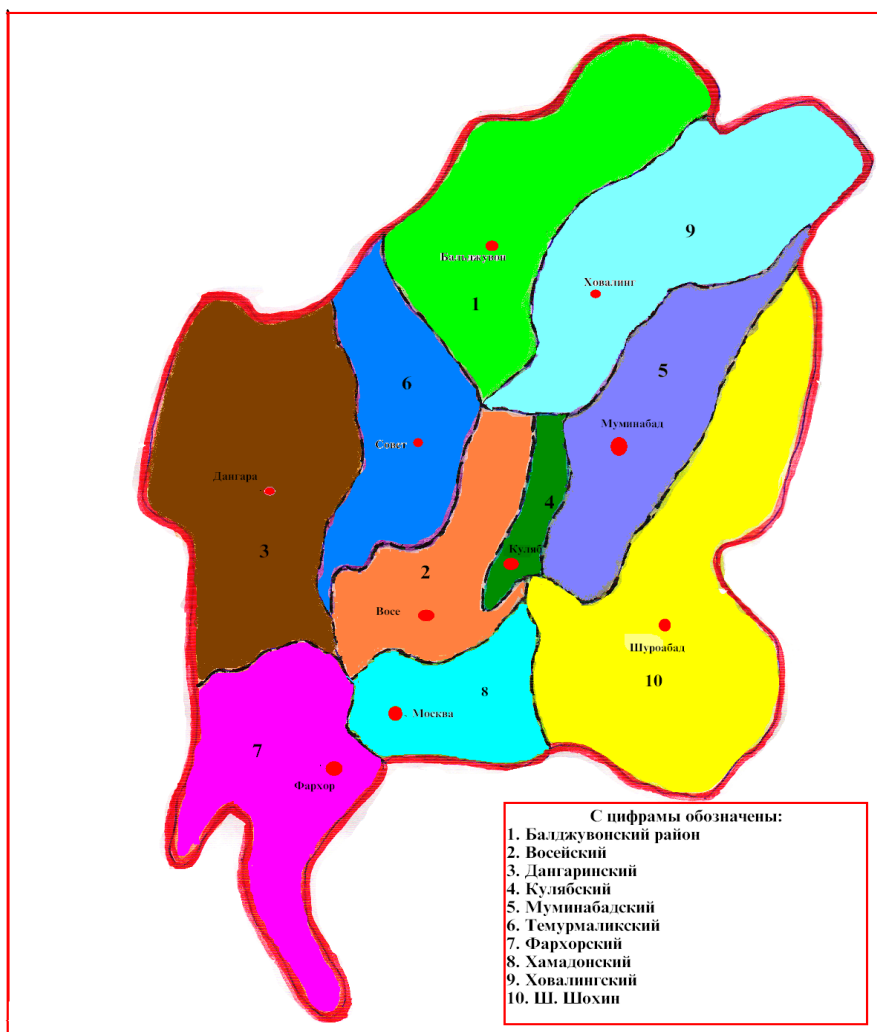 9
Бальджувон
Ховалинг
1
5
6
Муминабад
Совет
Дангара
4
3
Куляб
2
Восе
Шуроабад
10
8
. Москва
7
Фархор
С цифрамы обозначены:
1. Балджувонский район
2. Восейский
3. Дангаринский
4. Кулябский
5. Муминабадский
6. Темурмаликский
7. Фархорский
8. Хамадонский
9. Ховалингский
10. Ш. Шохин